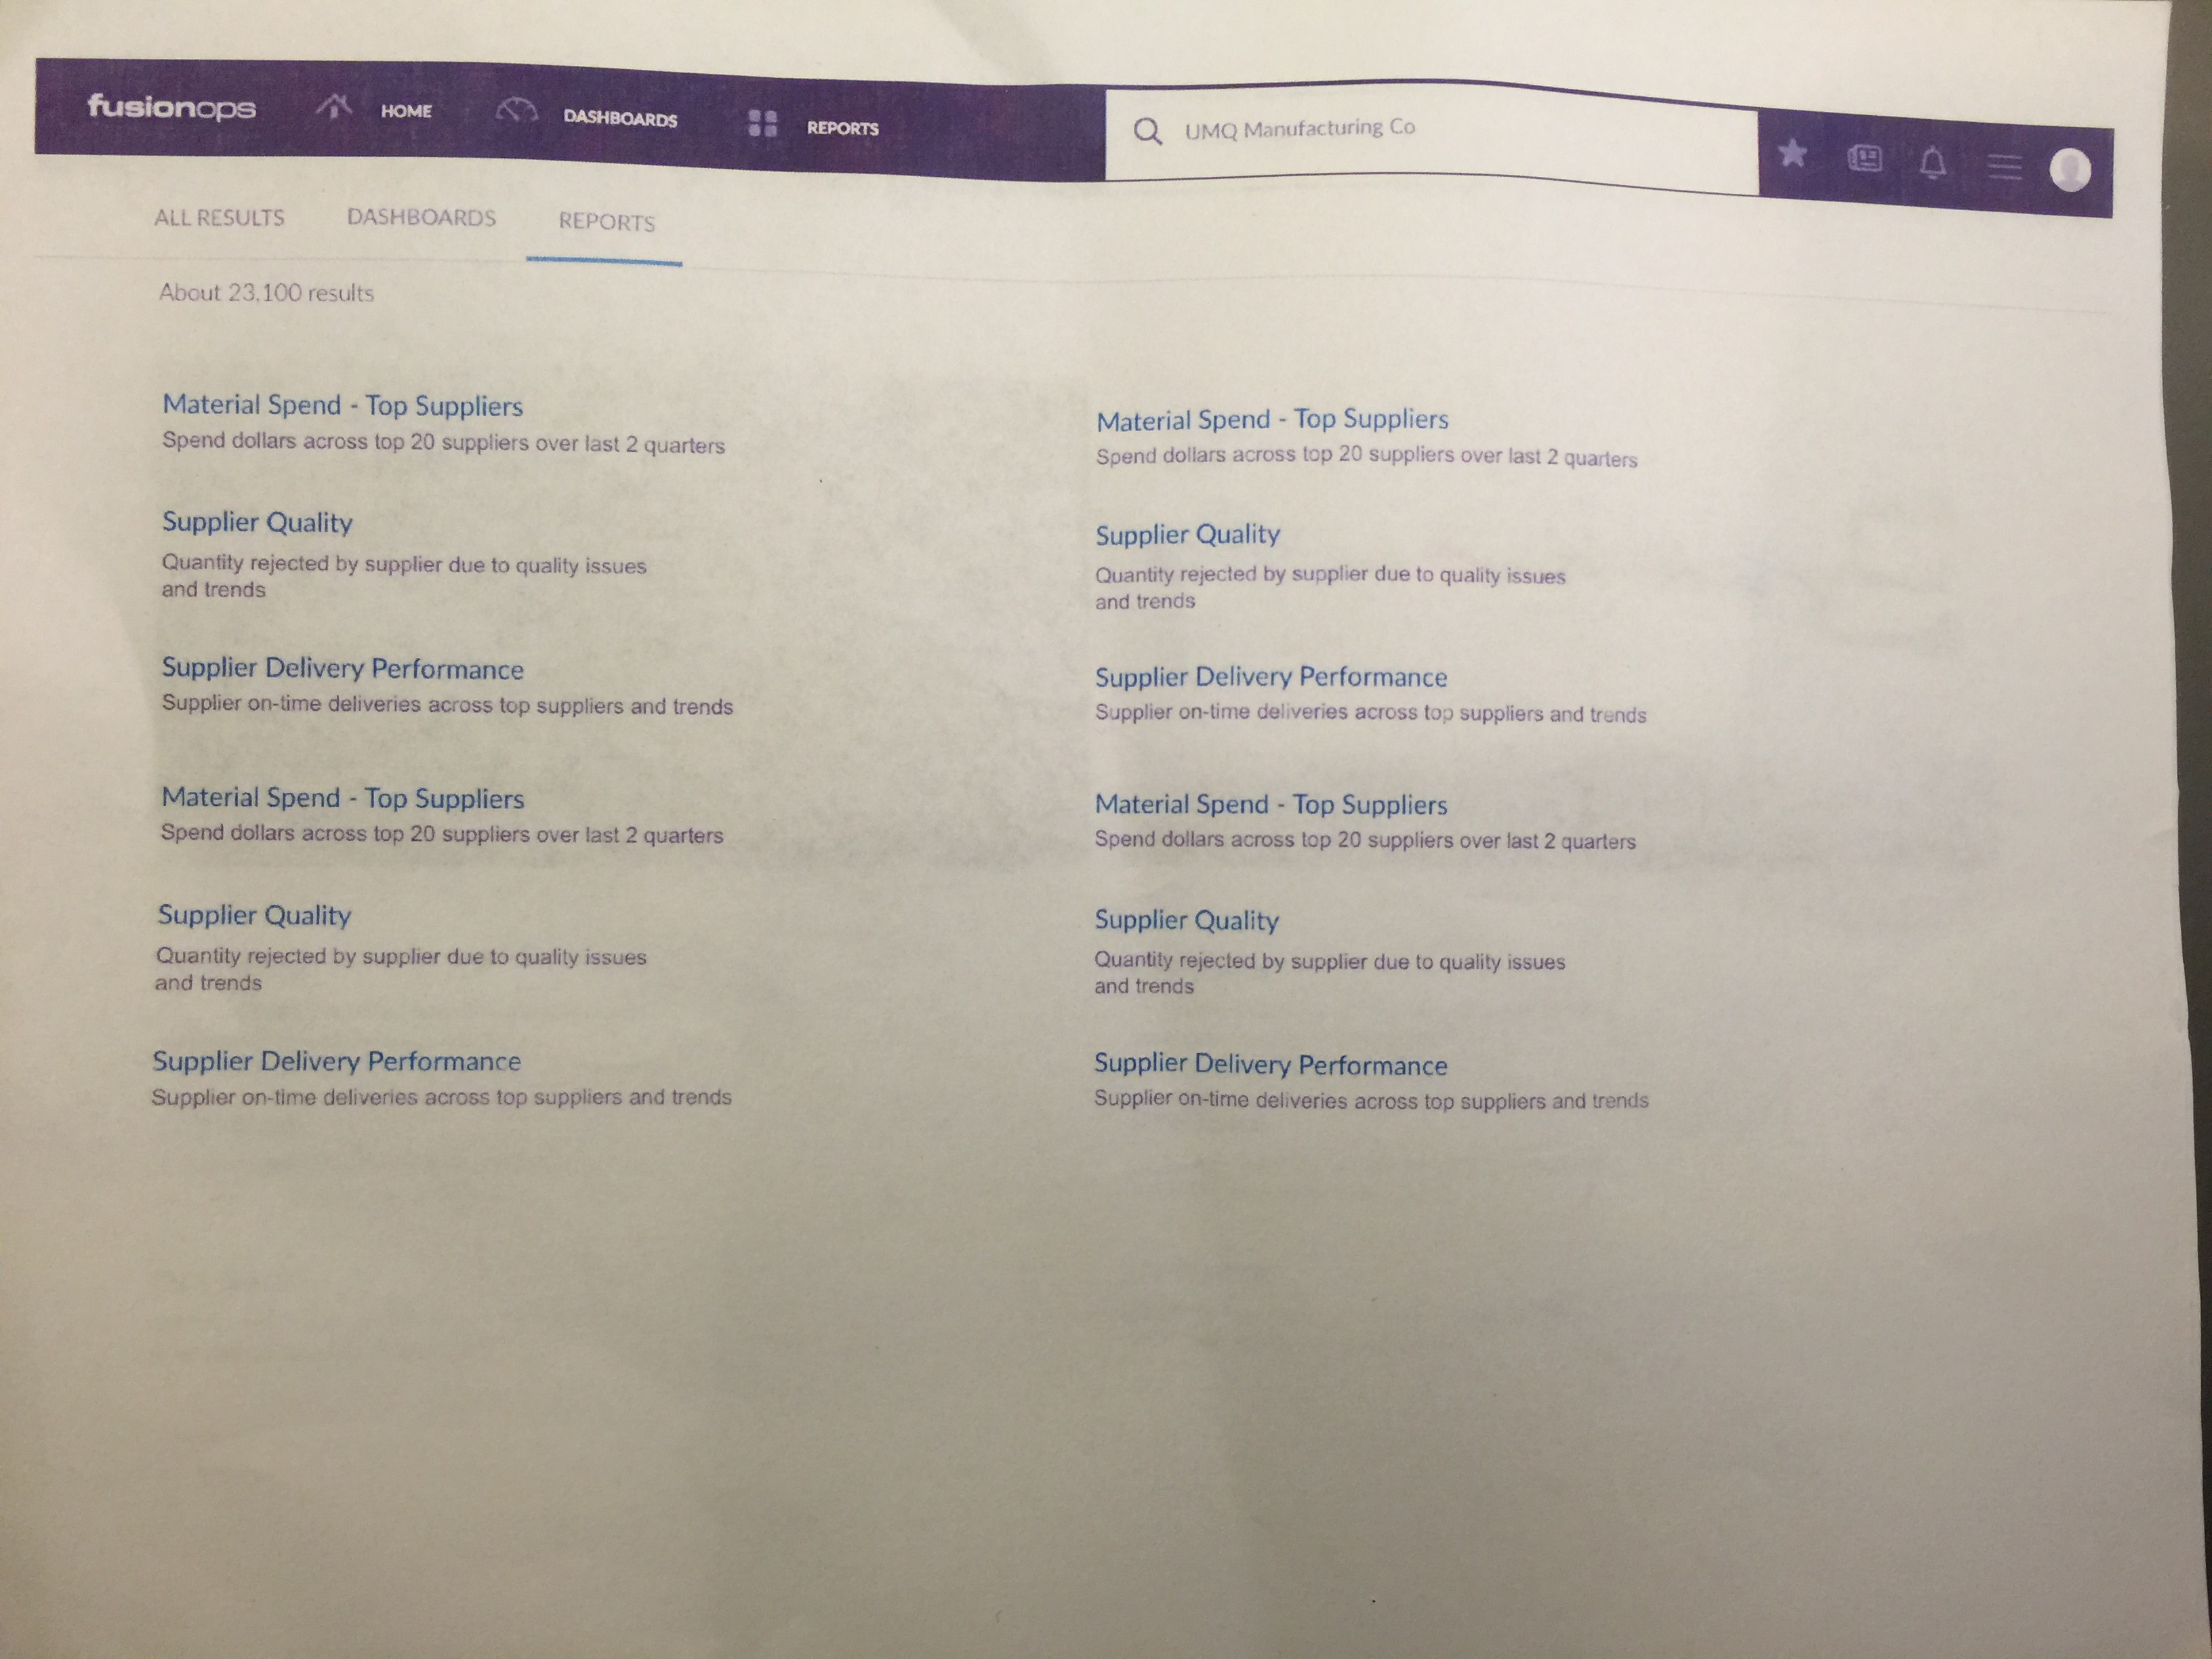 fusionops HOME DASHBOARDS REPORTS UMQ Manufacturing Co
ALL RESULTS DASHBOARDS REPORTS
About 23,100 results
Material Spend - Top Suppliers
Spend dollars across top 20 suppliers over last 2 quarters
Supplier Quality
Quantity rejected by supplier due to quality issues
and trends
Supplier Delivery Performance
Supplier on-time deliveries across top suppliers and trends
Material Spend - Top Suppliers
Spend dollars across top 20 suppliers over last 2 quarters
Supplier Quality
Quantity rejected by supplier due to quality issues
and trends
Supplier Delivery Performance
Supplier on-time deliveries across top suppliers and trends
Material Spend - Top Suppliers
Spend dollars across top 20 suppliers over last 2 quarters
Supplier Quality
Quantity rejected by supplier due to quality issues
and trends
Supplier Delivery Performance
Supplier on-time deliveries across top suppliers and trends
Material Spend - Top Suppliers
Spend dollars across top 20 suppliers over last 2 quarters
Supplier Quality
Quantity rejected by supplier due to quality issues
and trends
Supplier Delivery Performance
Supplier on-time deliveries across top suppliers and trends